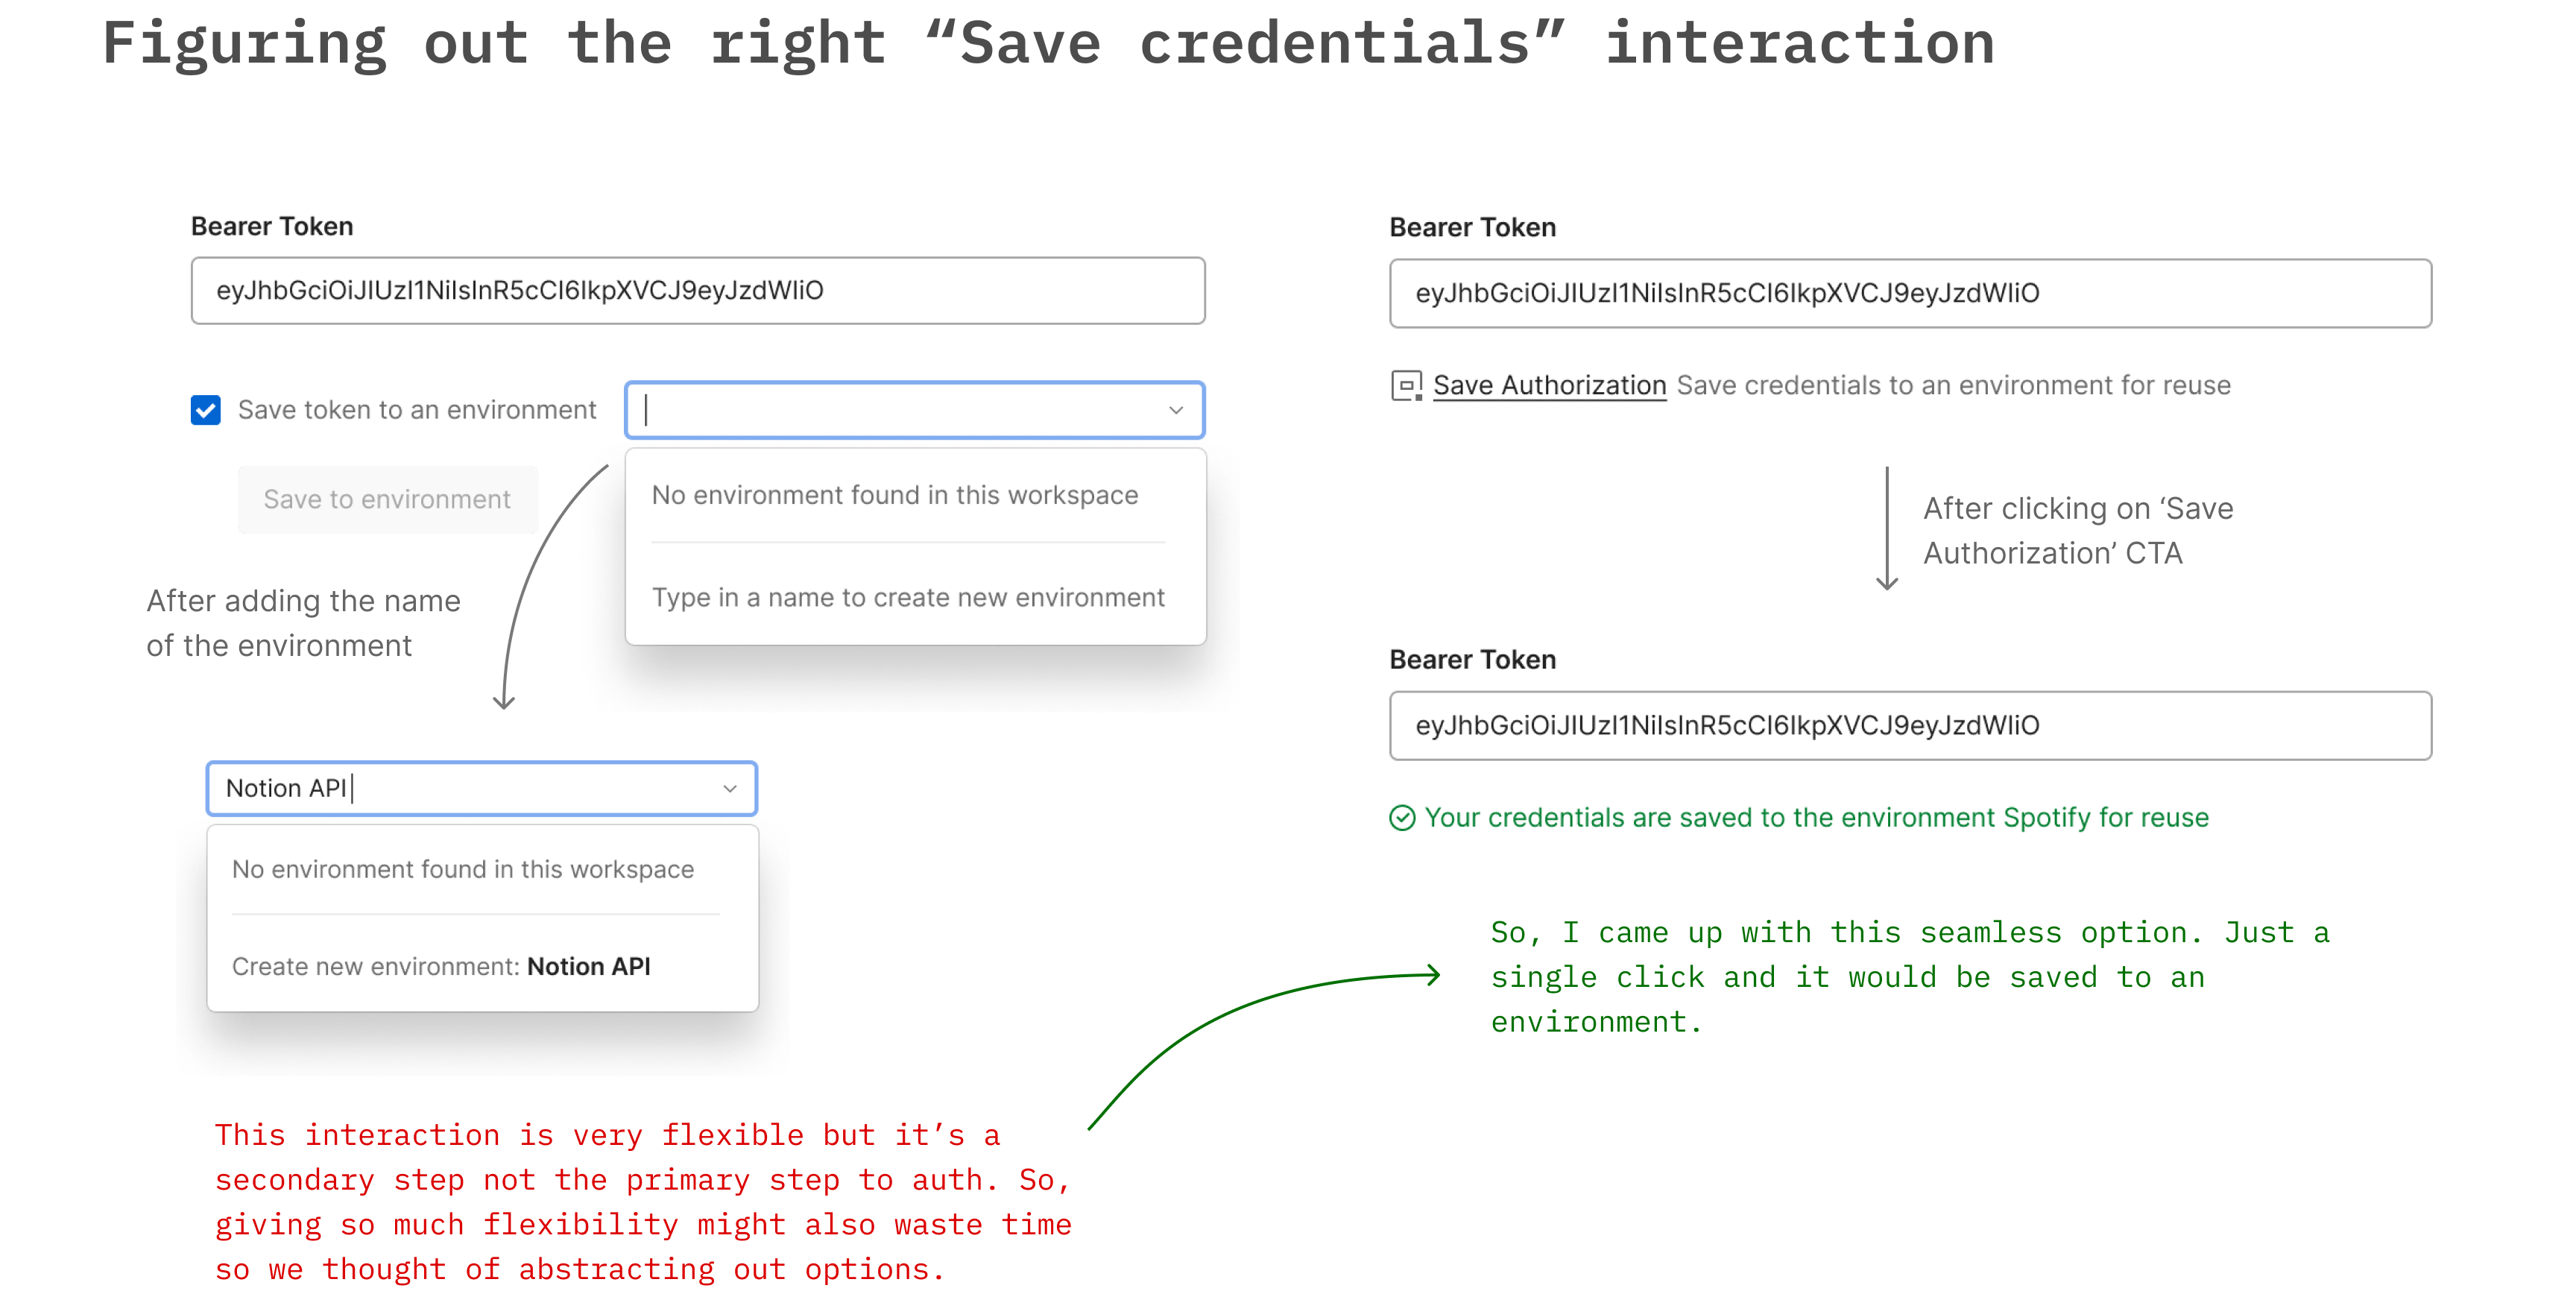 Figuring out the right “Save credentials” interaction
Bearer Token
eyJhbGciOiJIUzI1NiIsInR5cCI6IkpXVCJ9eyJzdWIiO
Save token to an environment
Save to environment
No environment found in this workspace
Type in a name to create new environment
After adding the name
of the environment
Notion API
No environment found in this workspace
Create new environment: Notion API
This interaction is very flexible but it’s a
secondary step not the primary step to auth. So,
giving so much flexibility might also waste time
so we thought of abstracting out options.
Bearer Token
eyJhbGciOiJIUzI1NiIsInR5cCI6IkpXVCJ9eyJzdWIiO
Save Authorization Save credentials to an environment for reuse
After clicking on ‘Save
Authorization’ CTA
Bearer Token
eyJhbGciOiJIUzI1NiIsInR5cCI6IkpXVCJ9eyJzdWIiO
Your credentials are saved to the environment Spotify for reuse
So, I came up with this seamless option. Just a
single click and it would be saved to an
environment.